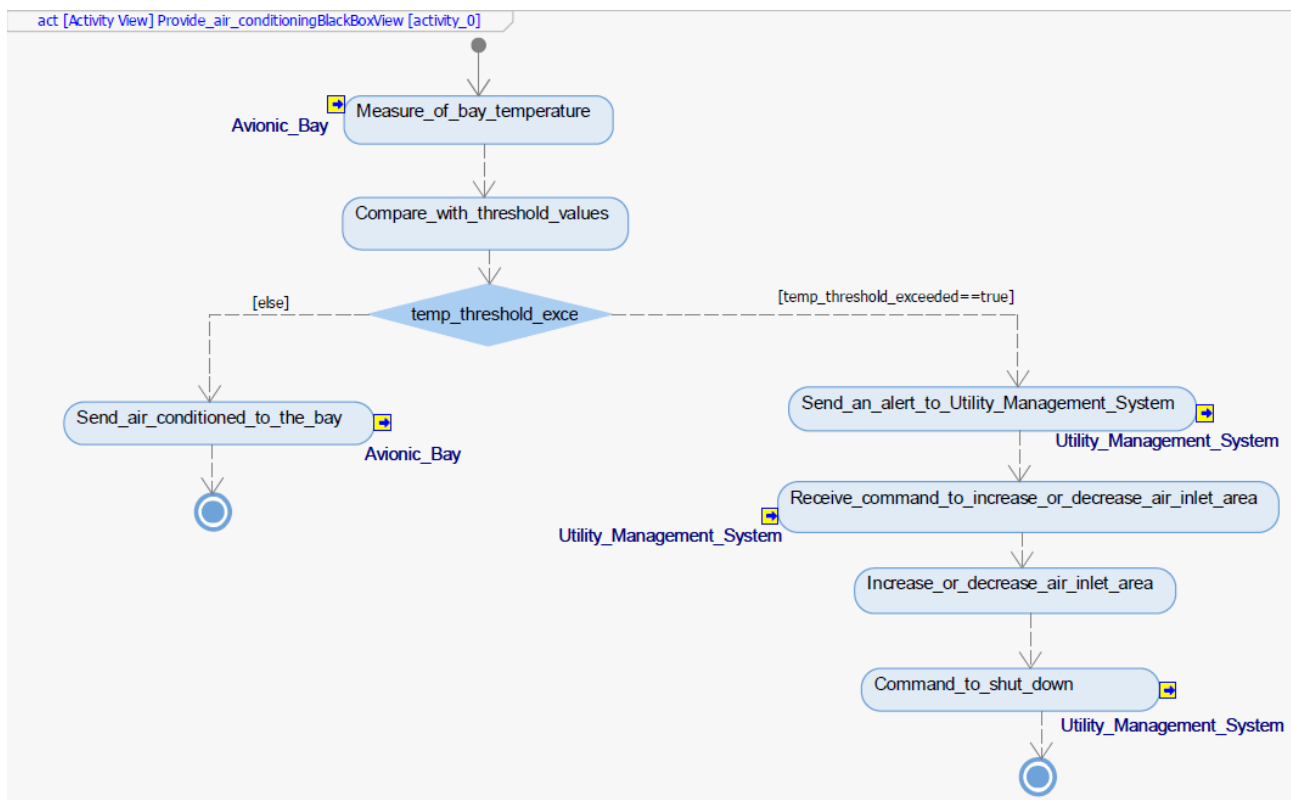 act [Activity View] Provide_air_conditioningBlackBoxView [activity_0]
Measure_of_bay_temperature
Avionic_Bay
Compare_with_threshold_values
[else]
[temp_threshold_exceeded==true]
temp_threshold_exce
Send_air_conditioned_to_the_bay
Avionic_Bay
Send_an_alert_to_Utility_Management_System
Utility_Management_System
Receive_command_to_increase_or_decrease_air_inlet_area
Utility_Management_System
Increase_or_decrease_air_inlet_area
Command_to_shut_down
Utility_Management_System